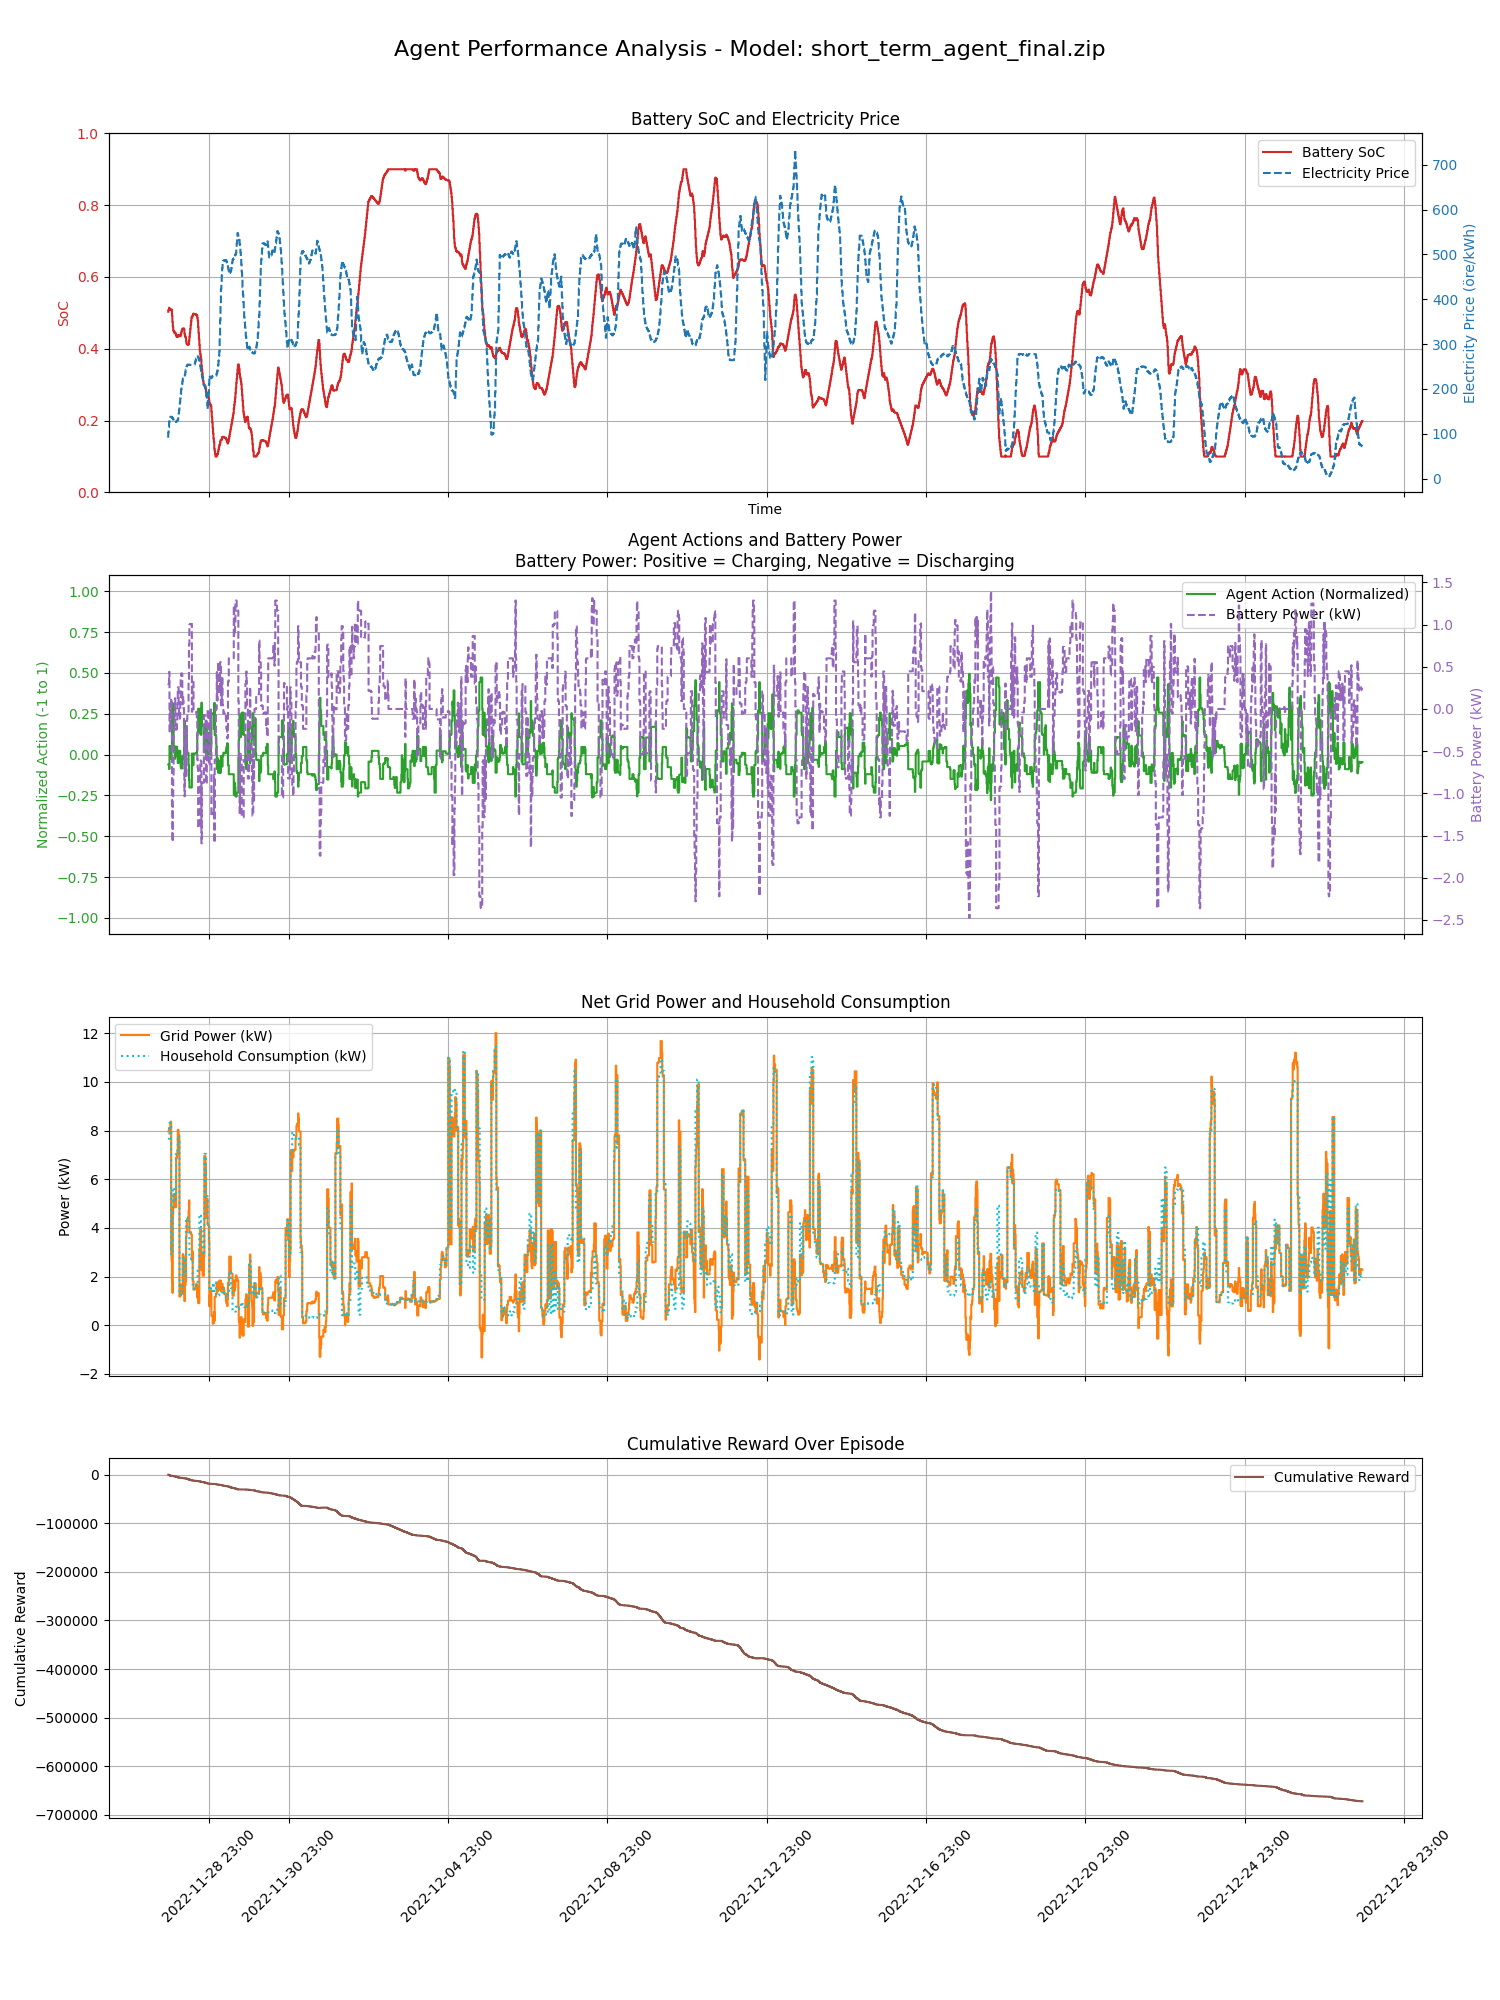 Agent Performance Analysis - Model: short_term_agent_final.zip
Battery SoC and Electricity Price
1.0
0.8
0.6
0.4
0.2
0.0
SoC
Battery SoC
Electricity Price
700
600
500
400
300
200
100
0
Electricity Price (öre/kWh)
Time
Agent Actions and Battery Power
Battery Power: Positive = Charging, Negative = Discharging
1.00
0.75
0.50
0.25
0.00
−0.25
−0.50
−0.75
−1.00
Normalized Action (-1 to 1)
Agent Action (Normalized)
Battery Power (kW)
1.5
1.0
0.5
0.0
−0.5
−1.0
−1.5
−2.0
−2.5
Battery Power (kW)
Net Grid Power and Household Consumption
12
10
8
6
4
2
0
−2
Power (kW)
Grid Power (kW)
Household Consumption (kW)
Cumulative Reward Over Episode
0
−100000
−200000
−300000
−400000
−500000
−600000
−700000
Cumulative Reward
Cumulative Reward
2022-11-28 23:00
2022-11-30 23:00
2022-12-04 23:00
2022-12-08 23:00
2022-12-12 23:00
2022-12-16 23:00
2022-12-20 23:00
2022-12-24 23:00
2022-12-28 23:00